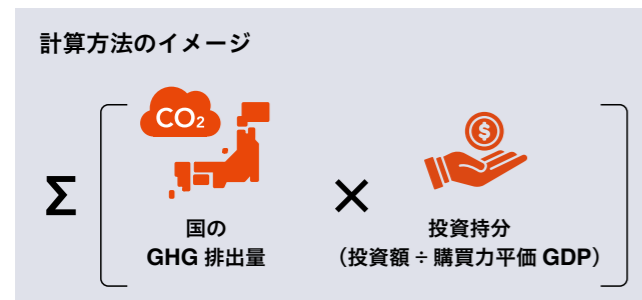 計算方法のイメージ
CO₂
$
Σ
×
国の
GHG 排出量
投資持分
（投資額 ÷ 購買力平価 GDP）